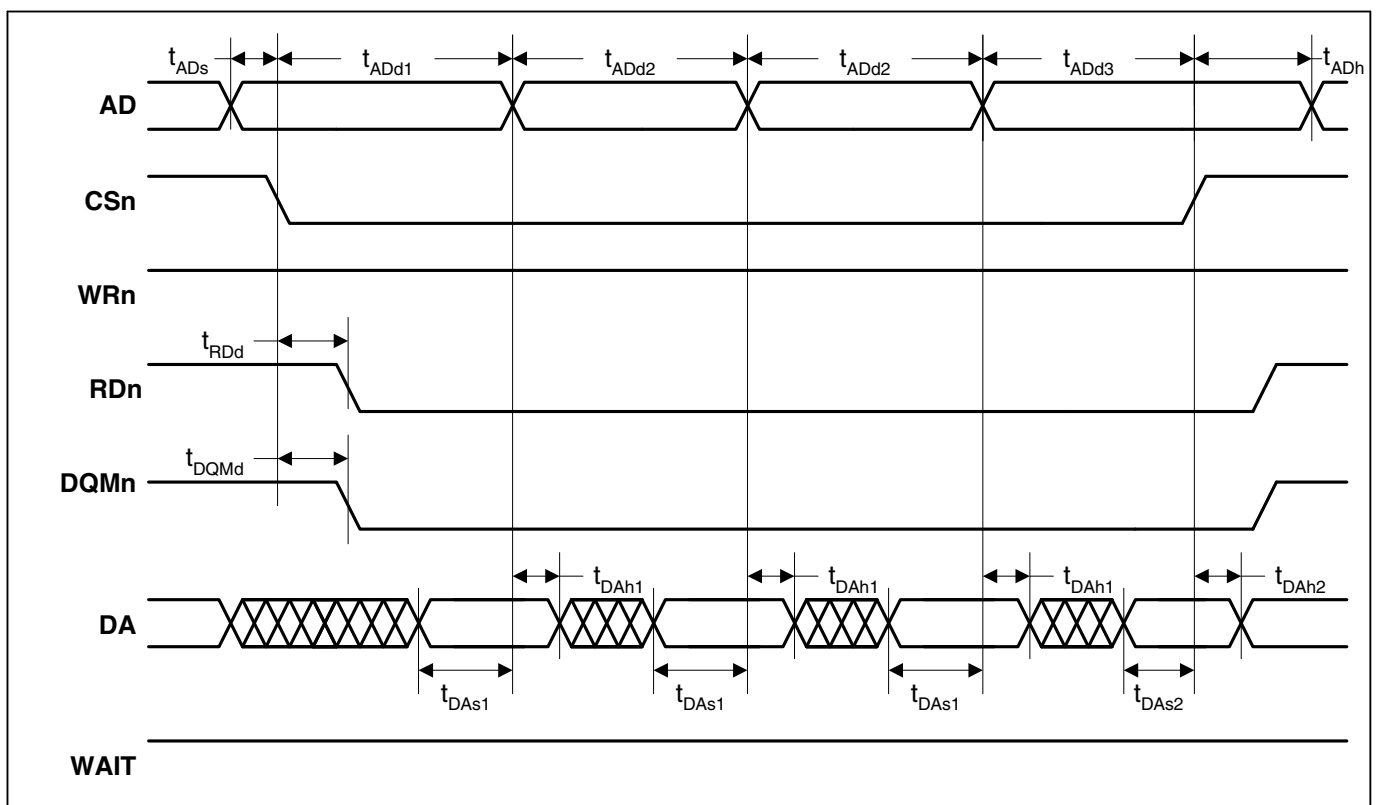 tADs
tADd1
tADd2
tADd2
tADd3
tADh
AD
CSn
WRn
tRDd
RDn
tDQMd
DQMn
tDAh1
tDAh1
tDAh1
tDAh2
DA
tDAs1
tDAs1
tDAs1
tDAs2
WAIT